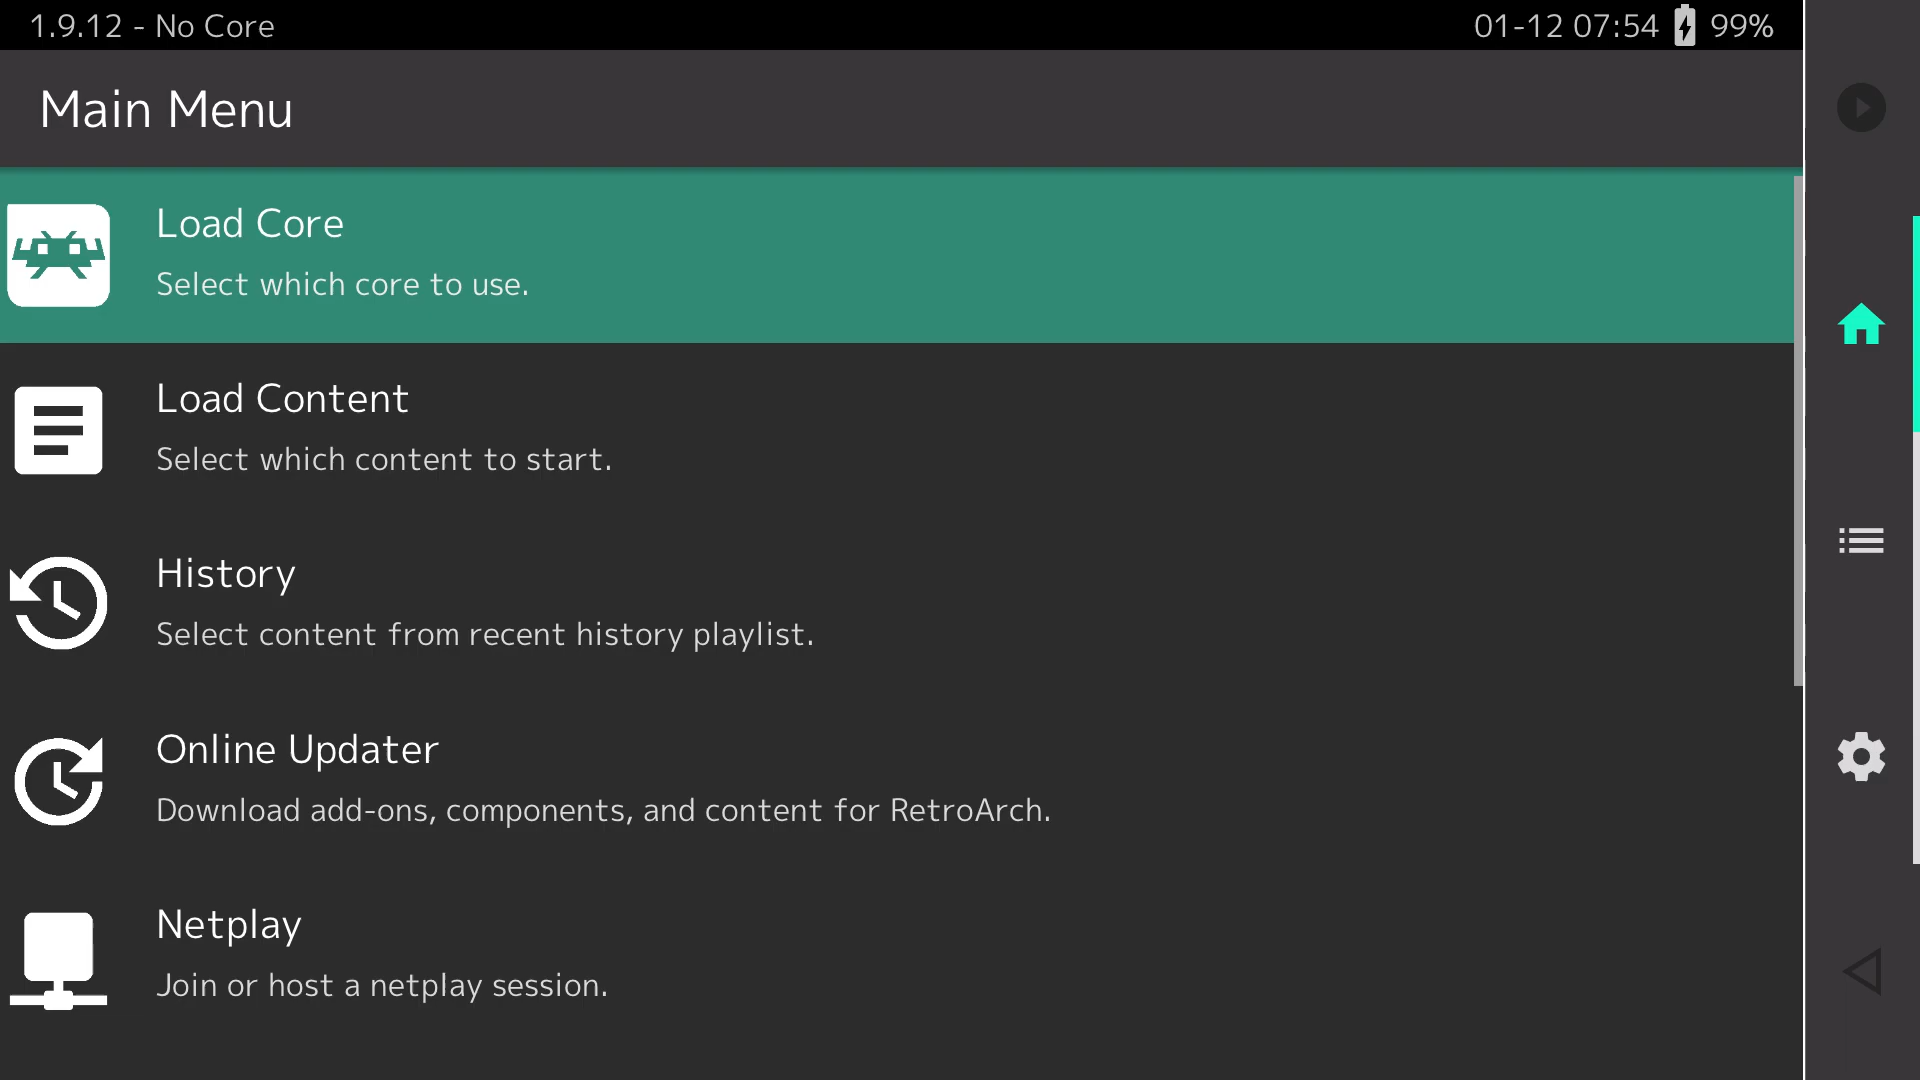 1.9.12 - No Core
01-12 07:54 99%
Main Menu
Load Core
Select which core to use.
Load Content
Select which content to start.
History
Select content from recent history playlist.
Online Updater
Download add-ons, components, and content for RetroArch.
Netplay
Join or host a netplay session.